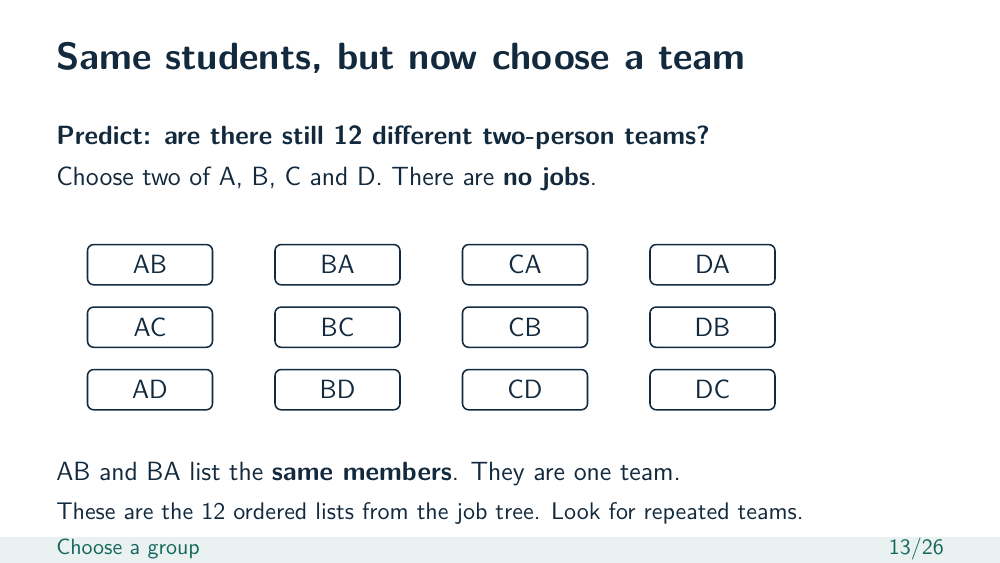 Same students, but now choose a team
Predict: are there still 12 different two-person teams?
Choose two of A, B, C and D. There are no jobs.
AB BA CA DA
AC BC CB DB
AD BD CD DC
AB and BA list the same members. They are one team.
These are the 12 ordered lists from the job tree. Look for repeated teams.
Choose a group 13/26